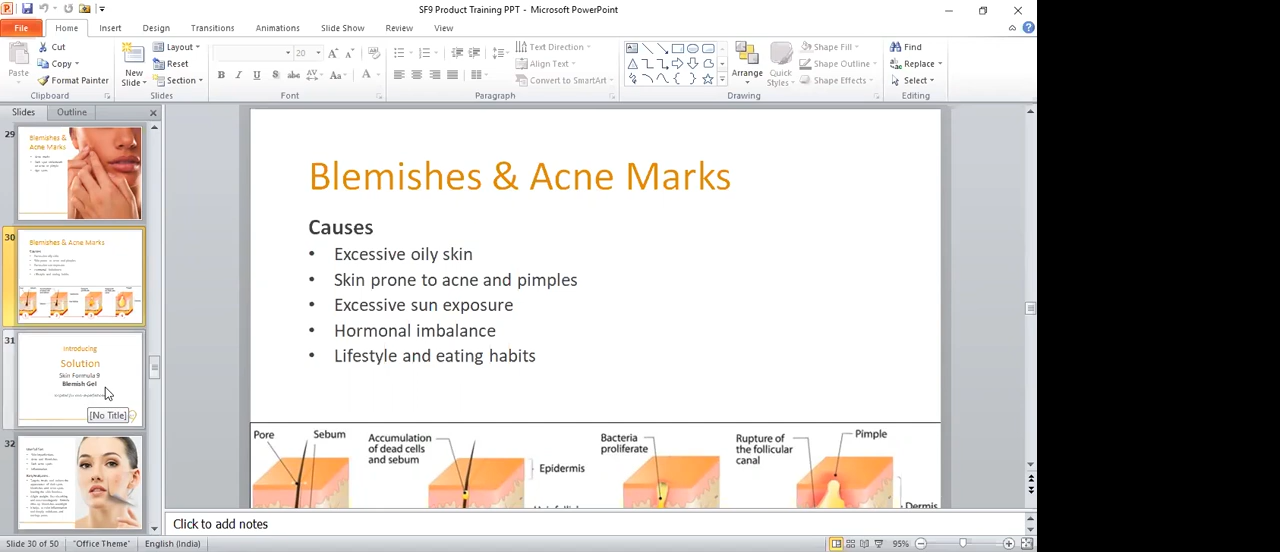 SF9 Product Training PPT - Microsoft PowerPoint
File Home Insert Design Transitions Animations Slide Show Review View
Cut
Copy
Format Painter
Paste
Clipboard
New Slide
Layout
Reset
Section
Slides
20
Font
Text Direction
Align Text
Convert to SmartArt
Paragraph
Arrange
Quick Styles
Shape Fill
Shape Outline
Shape Effects
Drawing
Find
Replace
Select
Editing
Slides Outline
29
Blemishes &
Acne Marks
30
Blemishes & Acne Marks
31
Introducing
Solution
Skin Formula 9
Blemish Gel
[No Title]
32
Blemishes & Acne Marks
Causes
• Excessive oily skin
• Skin prone to acne and pimples
• Excessive sun exposure
• Hormonal imbalance
• Lifestyle and eating habits
Pore Sebum
Accumulation
of dead cells
and sebum
Epidermis
Bacteria
proliferate
Rupture of
the follicular
canal
Pimple
Dermis
Click to add notes
Slide 30 of 50 "Office Theme" English (India) 95%